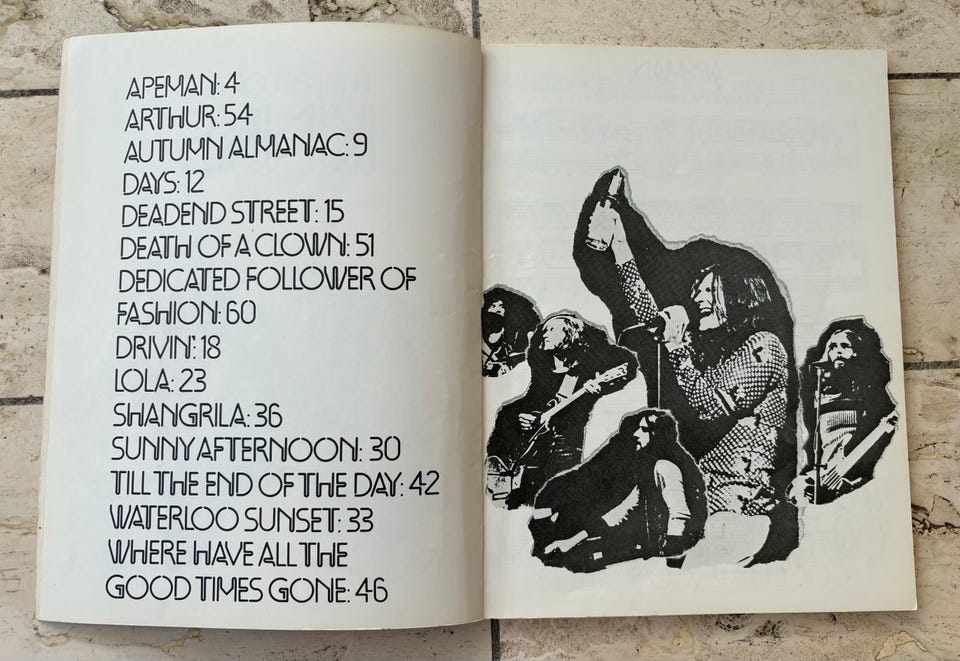 APEMAN: 4
ARTHUR: 54
AUTUMN ALMANAC: 9
DAYS: 12
DEADEND STREET: 15
DEATH OF A CLOWN: 51
DEDICATED FOLLOWER OF
FASHION: 60
DRIVIN': 18
LOLA: 23
SHANGRILA: 36
SUNNY AFTERNOON: 30
TILL THE END OF THE DAY: 42
WATERLOO SUNSET: 33
WHERE HAVE ALL THE
GOOD TIMES GONE: 46